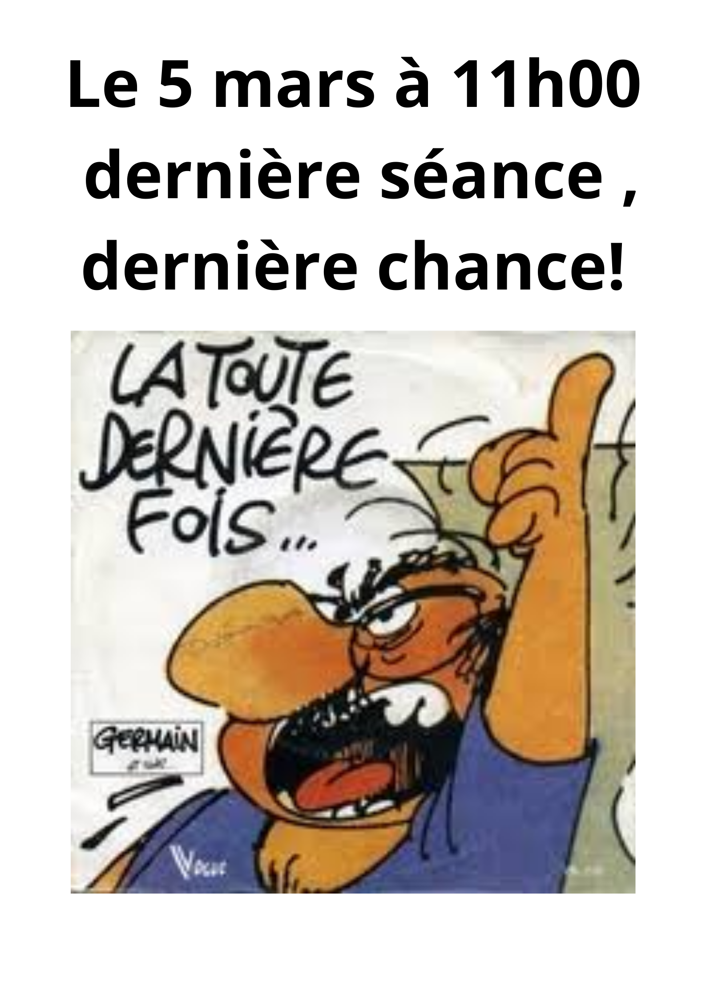 Le 5 mars à 11h00
dernière séance ,
dernière chance!
LA TOUTE
DERNIÈRE
FOIS...
GERMAIN
VOGUE